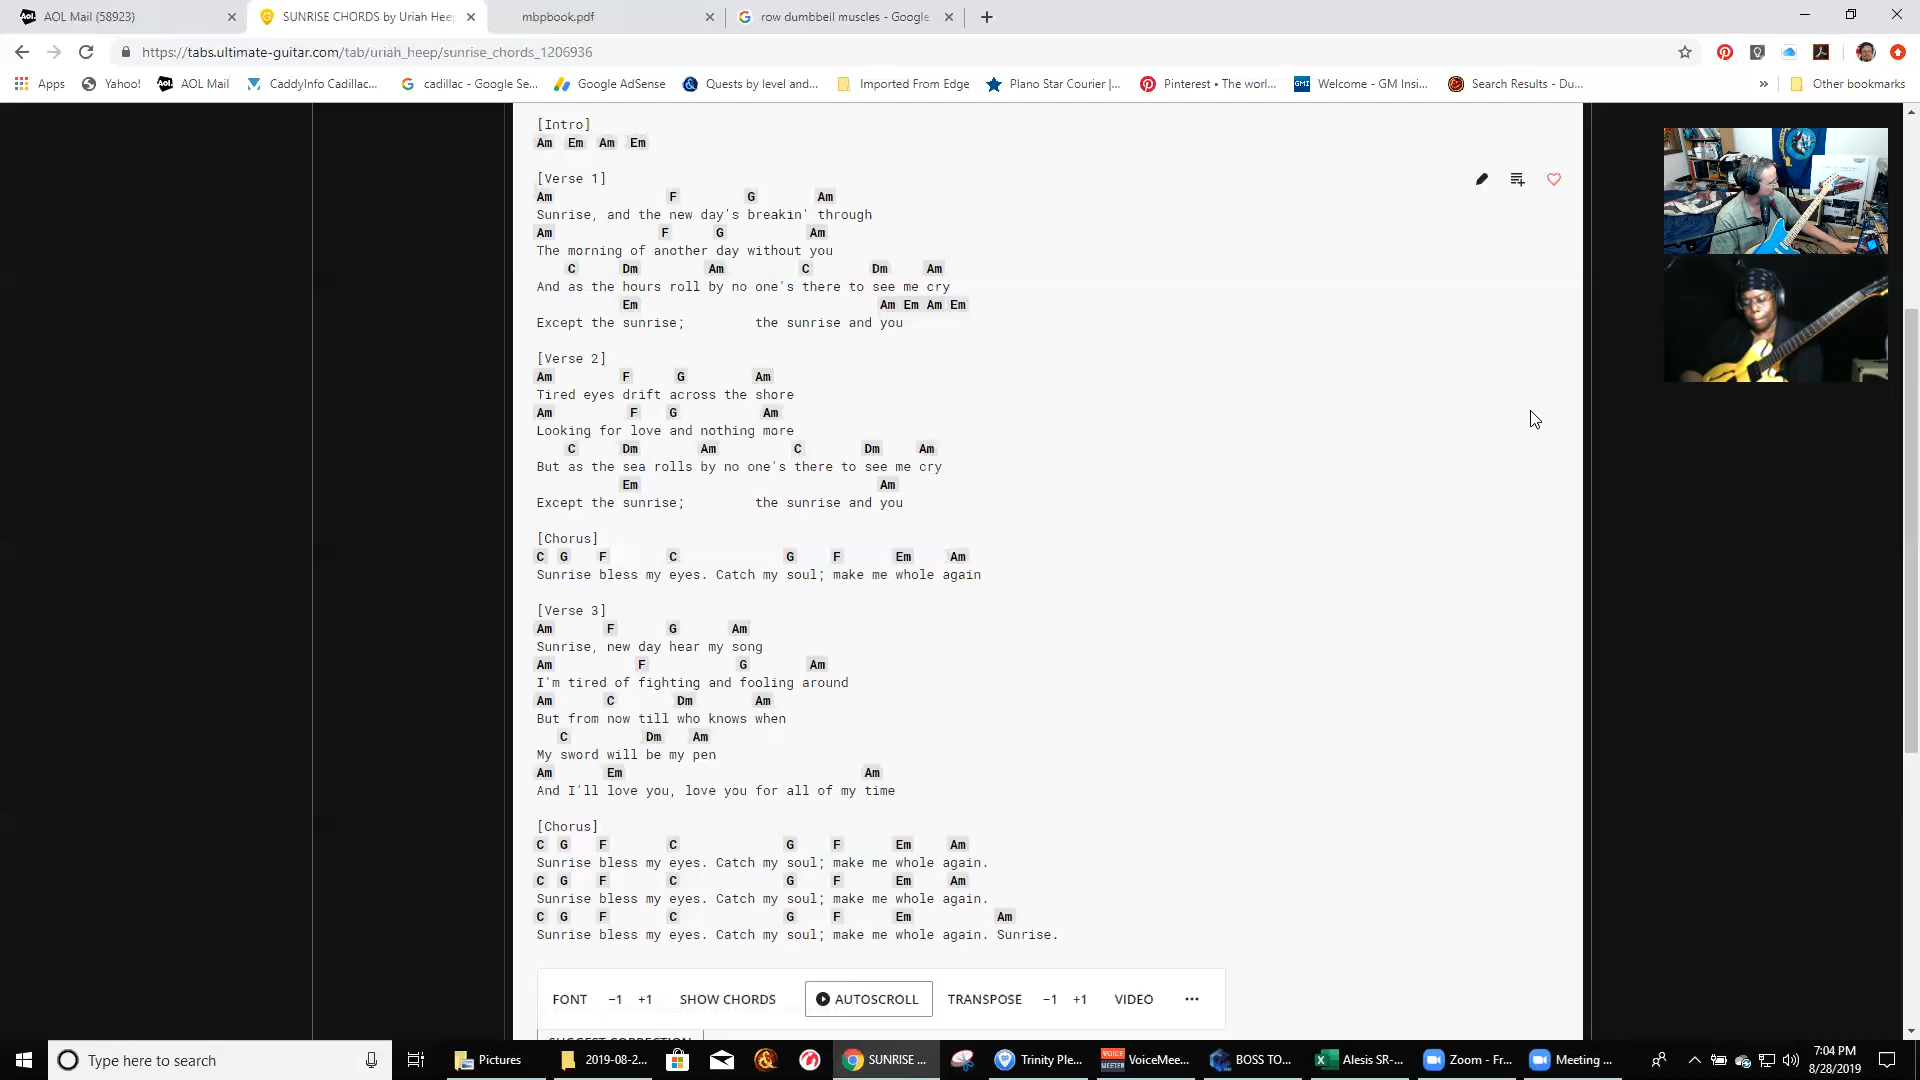 AOL Mail (58923)
SUNRISE CHORDS by Uriah Heep
mbpbook.pdf
row dumbbell muscles - Google
https://tabs.ultimate-guitar.com/tab/uriah_heep/sunrise_chords_1206936
Apps Yahoo! AOL Mail CaddyInfo Cadillac... cadillac - Google Se... Google AdSense Quests by level and... Imported From Edge Plano Star Courier |... Pinterest • The worl... Welcome - GM Insi... Search Results - Du... » Other bookmarks
[Intro]
Am Em Am Em
[Verse 1]
Am F G Am
Sunrise, and the new day's breakin' through
Am F G Am
The morning of another day without you
C Dm Am C Dm Am
And as the hours roll by no one's there to see me cry
Em Am Em Am Em
Except the sunrise; the sunrise and you
[Verse 2]
Am F G Am
Tired eyes drift across the shore
Am F G Am
Looking for love and nothing more
C Dm Am C Dm Am
But as the sea rolls by no one's there to see me cry
Em Am
Except the sunrise; the sunrise and you
[Chorus]
C G F C G F Em Am
Sunrise bless my eyes. Catch my soul; make me whole again
[Verse 3]
Am F G Am
Sunrise, new day hear my song
Am F G Am
I'm tired of fighting and fooling around
Am C Dm Am
But from now till who knows when
C Dm Am
My sword will be my pen
Am Em Am
And I'll love you, love you for all of my time
[Chorus]
C G F C G F Em Am
Sunrise bless my eyes. Catch my soul; make me whole again.
C G F C G F Em Am
Sunrise bless my eyes. Catch my soul; make me whole again.
C G F C G F Em Am
Sunrise bless my eyes. Catch my soul; make me whole again. Sunrise.
FONT −1 +1 SHOW CHORDS AUTOSCROLL TRANSPOSE −1 +1 VIDEO •••
SUGGEST CORRECTION
Type here to search
Pictures
2019-08-2...
SUNRISE ...
Trinity Ple...
VoiceMee...
BOSS TO...
Alesis SR-...
Zoom - Fr...
Meeting ...
7:04 PM
8/28/2019